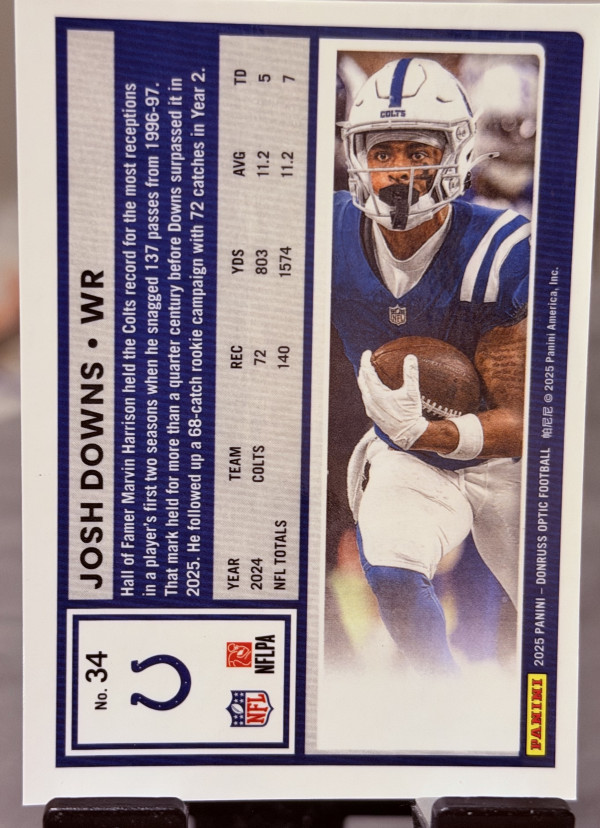 JOSH DOWNS • WR
Hall of Famer Marvin Harrison held the Colts record for the most receptions
in a player's first two seasons when he snagged 137 passes from 1996-97.
That mark held for more than a quarter century before Downs surpassed it in
2025. He followed up a 68-catch rookie campaign with 72 catches in Year 2.
YEAR TEAM REC YDS AVG TD
2024 COLTS 72 803 11.2 5
NFL TOTALS 140 1574 11.2 7
No. 34
NFL
NFLPA
COLTS
PANINI
2025 PANINI – DONRUSS OPTIC FOOTBALL 帕尼尼 © 2025 Panini America, Inc.